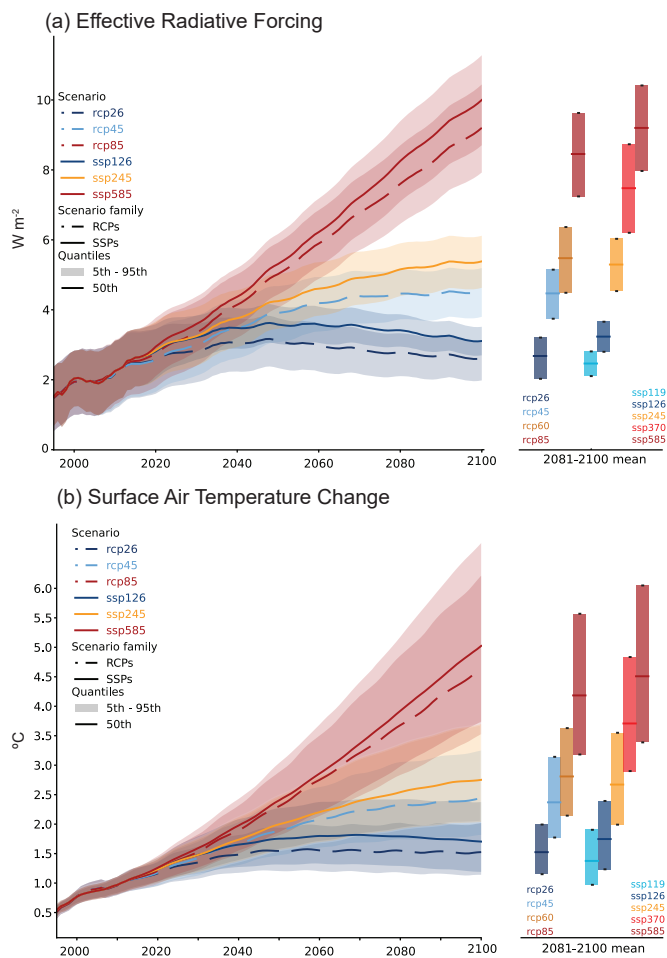 (a) Effective Radiative Forcing
W m⁻²
10
8
6
4
2
0
Scenario
rcp26
rcp45
rcp85
ssp126
ssp245
ssp585
Scenario family
RCPs
SSPs
Quantiles
5th - 95th
50th
2000 2020 2040 2060 2080 2100
rcp26
rcp45
rcp60
rcp85
ssp119
ssp126
ssp245
ssp370
ssp585
2081-2100 mean
(b) Surface Air Temperature Change
ºC
6.0
5.5
5.0
4.5
4.0
3.5
3.0
2.5
2.0
1.5
1.0
0.5
Scenario
rcp26
rcp45
rcp85
ssp126
ssp245
ssp585
Scenario family
RCPs
SSPs
Quantiles
5th - 95th
50th
2000 2020 2040 2060 2080 2100
rcp26
rcp45
rcp60
rcp85
ssp119
ssp126
ssp245
ssp370
ssp585
2081-2100 mean